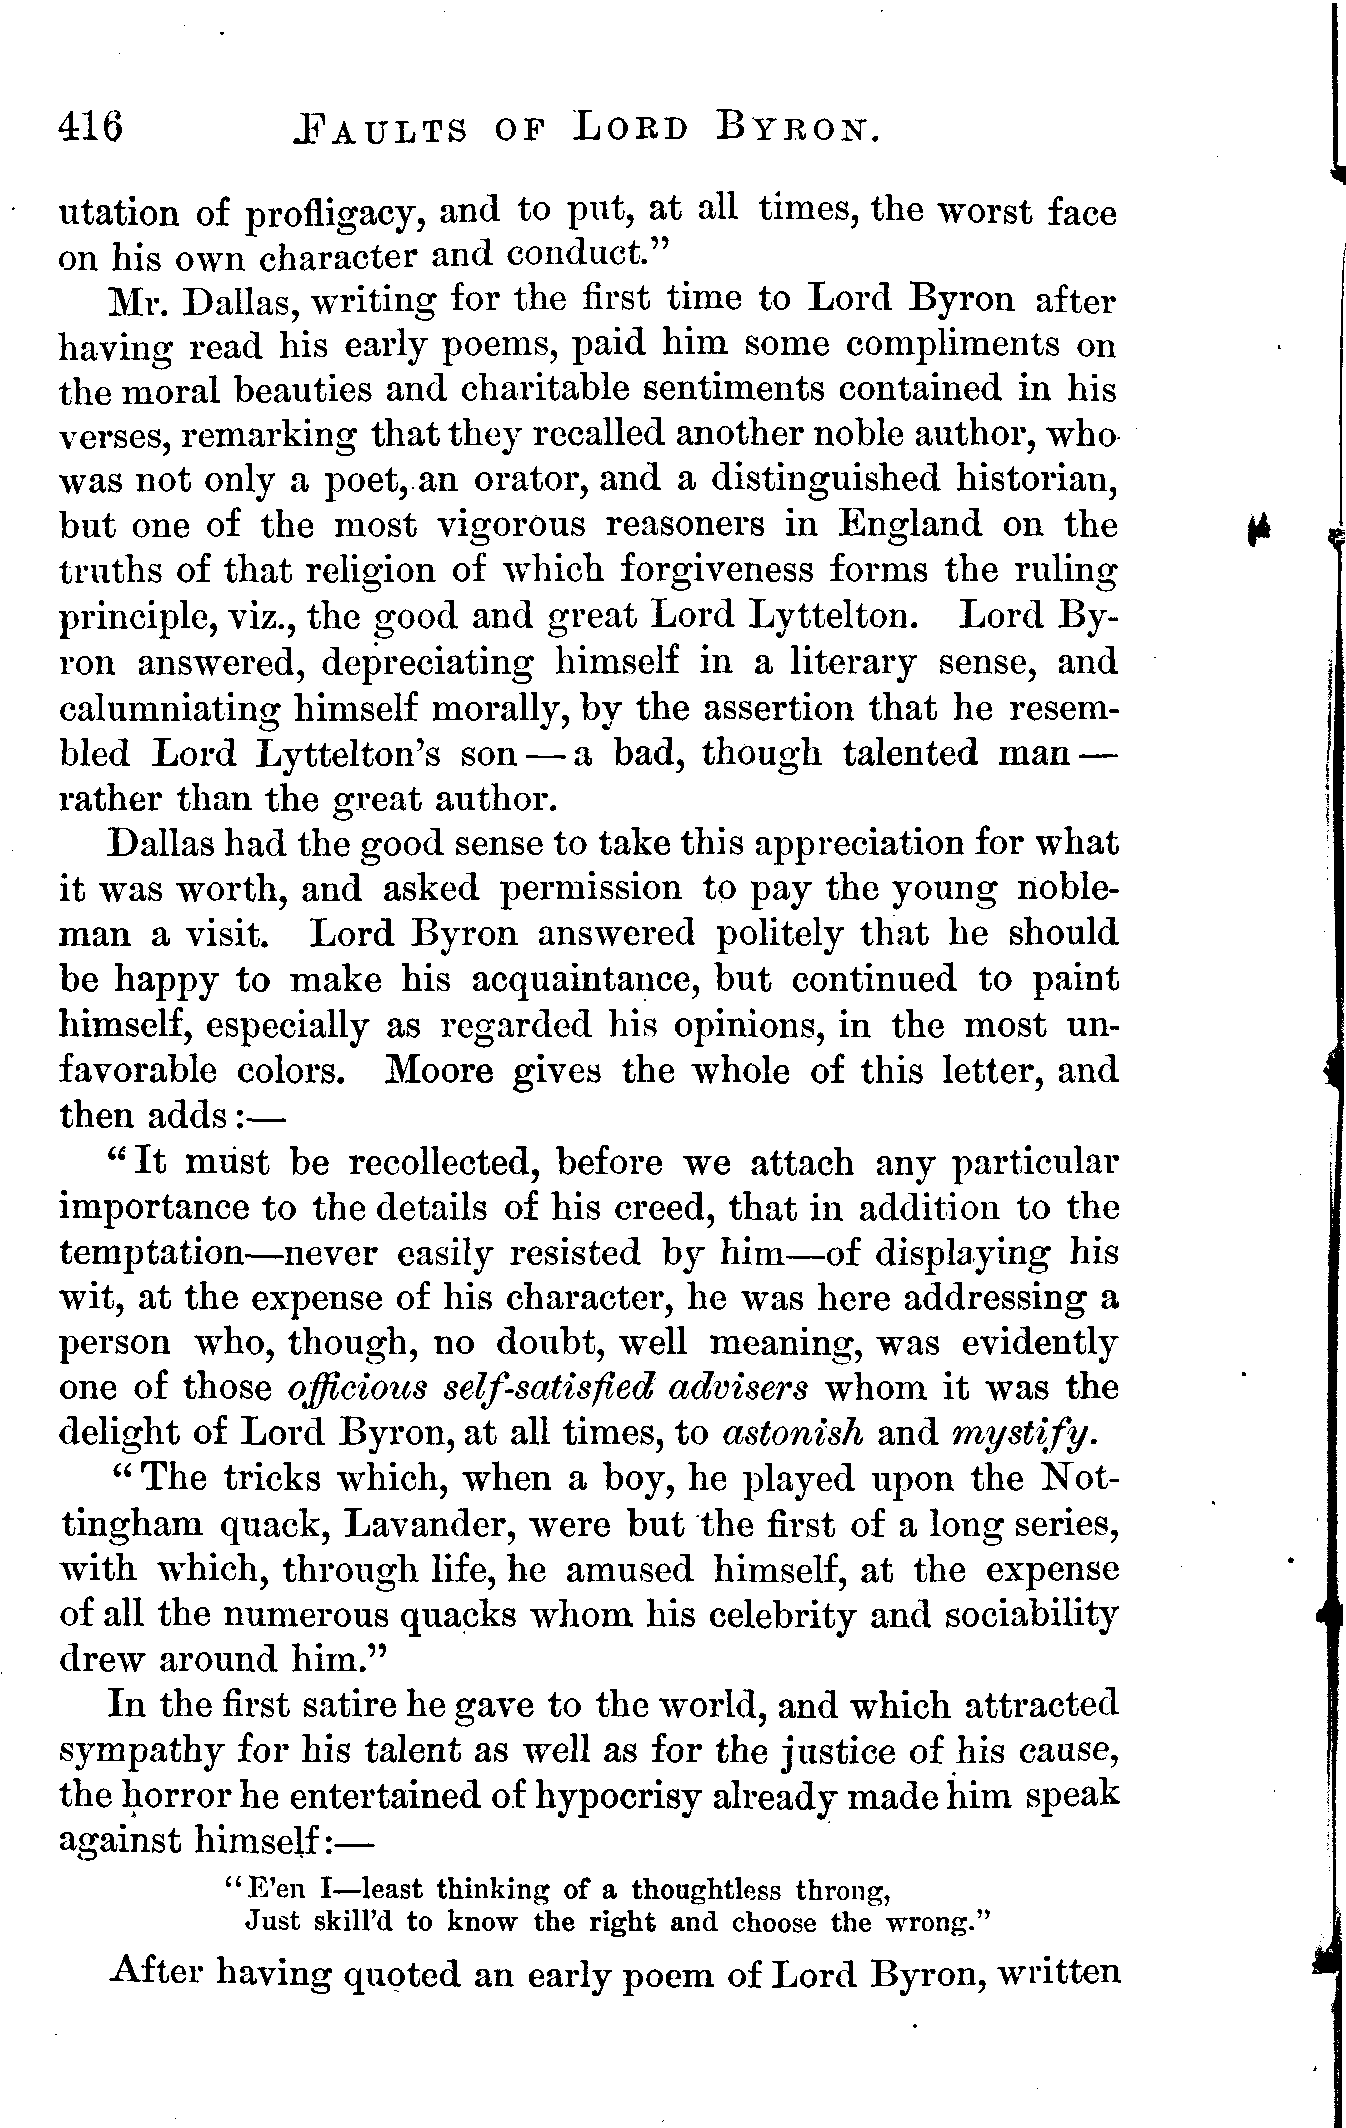 416 FAULTS OF LORD BYRON.
utation of profligacy, and to put, at all times, the worst face
on his own character and conduct.”
Mr. Dallas, writing for the first time to Lord Byron after
having read his early poems, paid him some compliments on
the moral beauties and charitable sentiments contained in his
verses, remarking that they recalled another noble author, who
was not only a poet, an orator, and a distinguished historian,
but one of the most vigorous reasoners in England on the
truths of that religion of which forgiveness forms the ruling
principle, viz., the good and great Lord Lyttelton. Lord By-
ron answered, depreciating himself in a literary sense, and
calumniating himself morally, by the assertion that he resem-
bled Lord Lyttelton’s son — a bad, though talented man —
rather than the great author.
Dallas had the good sense to take this appreciation for what
it was worth, and asked permission to pay the young noble-
man a visit. Lord Byron answered politely that he should
be happy to make his acquaintance, but continued to paint
himself, especially as regarded his opinions, in the most un-
favorable colors. Moore gives the whole of this letter, and
then adds :—
“It must be recollected, before we attach any particular
importance to the details of his creed, that in addition to the
temptation—never easily resisted by him—of displaying his
wit, at the expense of his character, he was here addressing a
person who, though, no doubt, well meaning, was evidently
one of those officious self-satisfied advisers whom it was the
delight of Lord Byron, at all times, to astonish and mystify.
“The tricks which, when a boy, he played upon the Not-
tingham quack, Lavander, were but the first of a long series,
with which, through life, he amused himself, at the expense
of all the numerous quacks whom his celebrity and sociability
drew around him.”
In the first satire he gave to the world, and which attracted
sympathy for his talent as well as for the justice of his cause,
the horror he entertained of hypocrisy already made him speak
against himself:—
“E’en I—least thinking of a thoughtless throng,
Just skill’d to know the right and choose the wrong.”
After having quoted an early poem of Lord Byron, written